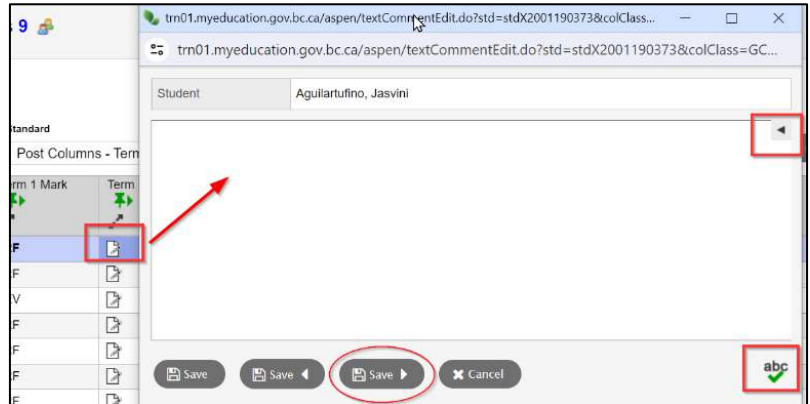 trn01.myeducation.gov.bc.ca/aspen/textCommentEdit.do?std=stdX2001190373&colClass...
s 9
trn01.myeducation.gov.bc.ca/aspen/textCommentEdit.do?std=stdX2001190373&colClass=GC...
Student Aguilartufino, Jasvini
Standard
Post Columns - Term
erm 1 Mark Term
F
F
V
F
F
F
F
Save Save Save Cancel abc